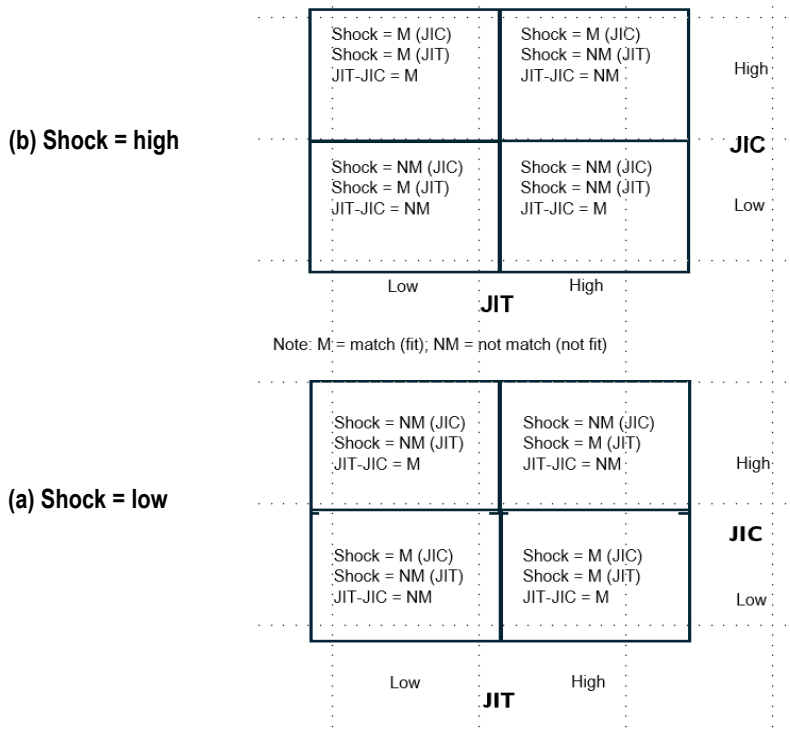 Shock = M (JIC)
Shock = M (JIT)
JIT-JIC = M
Shock = M (JIC)
Shock = NM (JIT)
JIT-JIC = NM
High
(b) Shock = high
JIC
Shock = NM (JIC)
Shock = M (JIT)
JIT-JIC = NM
Shock = NM (JIC)
Shock = NM (JIT)
JIT-JIC = M
Low
Low
High
JIT
Note: M = match (fit); NM = not match (not fit)
Shock = NM (JIC)
Shock = NM (JIT)
JIT-JIC = M
Shock = NM (JIC)
Shock = M (JIT)
JIT-JIC = NM
High
(a) Shock = low
JIC
Shock = M (JIC)
Shock = NM (JIT)
JIT-JIC = NM
Shock = M (JIC)
Shock = M (JIT)
JIT-JIC = M
Low
Low
High
JIT